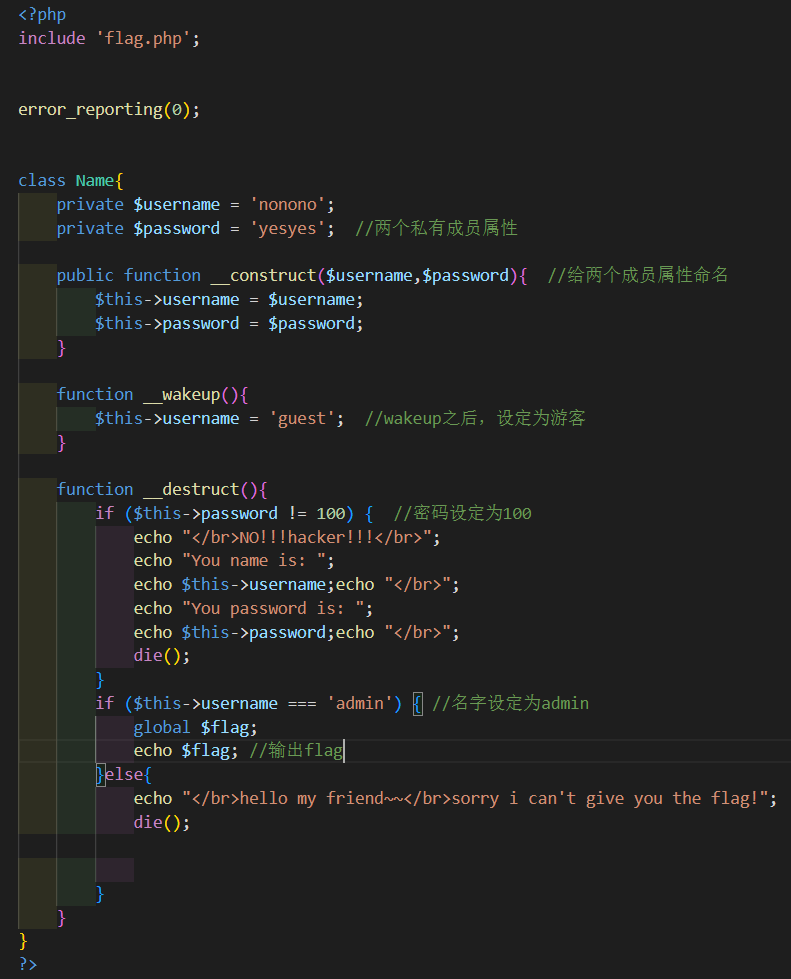 <?php
include 'flag.php';
error_reporting(0);
class Name{
    private $username = 'nonono';
    private $password = 'yesyes';  //两个私有成员属性
    public function __construct($username,$password){  //给两个成员属性命名
        $this->username = $username;
        $this->password = $password;
    }
    function __wakeup(){
        $this->username = 'guest';  //wakeup之后，设定为游客
    }
    function __destruct(){
        if ($this->password != 100) {  //密码设定为100
            echo "</br>NO!!!hacker!!!</br>";
            echo "You name is: ";
            echo $this->username;echo "</br>";
            echo "You password is: ";
            echo $this->password;echo "</br>";
            die();
        }
        if ($this->username === 'admin') { //名字设定为admin
            global $flag;
            echo $flag; //输出flag
        }else{
            echo "</br>hello my friend~~</br>sorry i can't give you the flag!";
            die();
        }
    }
}
?>